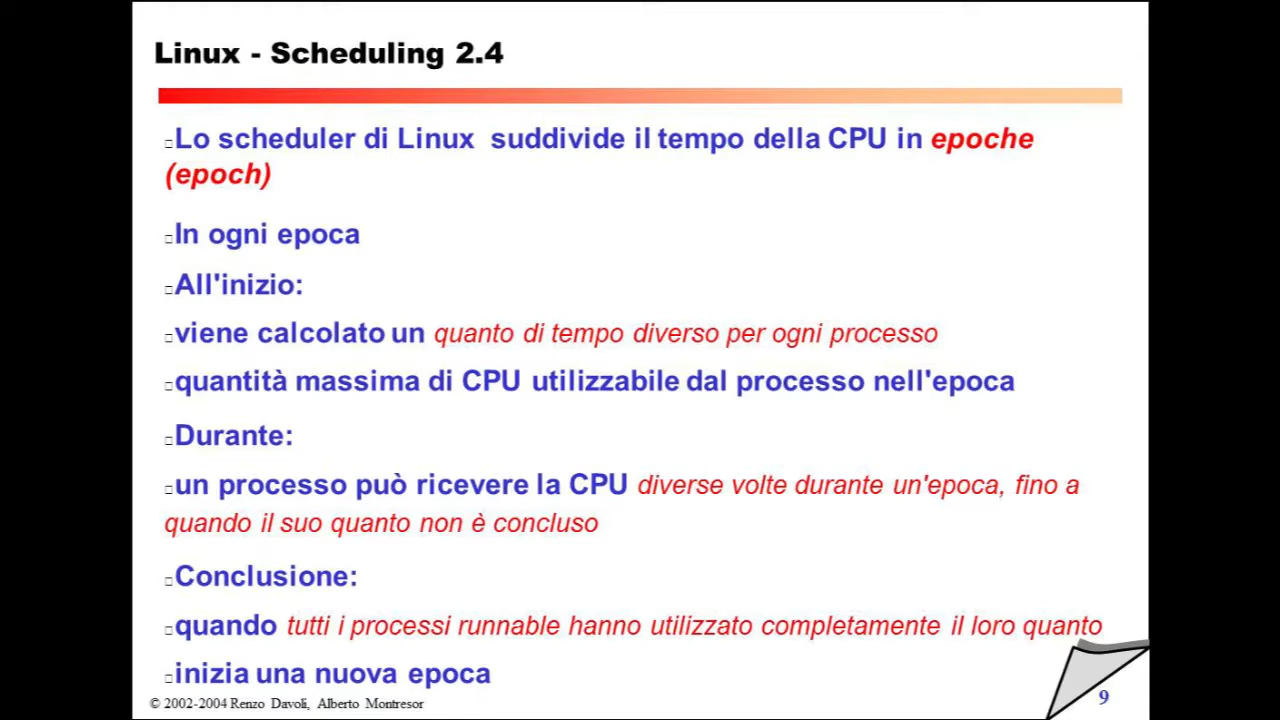 Linux - Scheduling 2.4
Lo scheduler di Linux suddivide il tempo della CPU in epoche
(epoch)
In ogni epoca
All'inizio:
viene calcolato un quanto di tempo diverso per ogni processo
quantità massima di CPU utilizzabile dal processo nell'epoca
Durante:
un processo può ricevere la CPU diverse volte durante un'epoca, fino a
quando il suo quanto non è concluso
Conclusione:
quando tutti i processi runnable hanno utilizzato completamente il loro quanto
inizia una nuova epoca
© 2002-2004 Renzo Davoli, Alberto Montresor
9